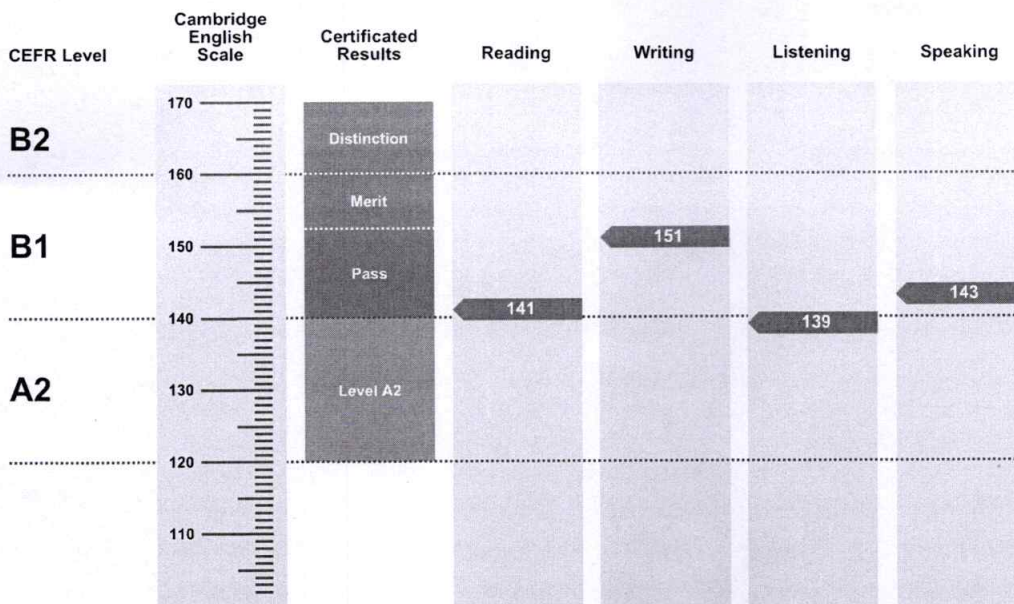 CEFR Level
Cambridge
English
Scale
Certificated
Results
Reading
Writing
Listening
Speaking
170
B2
Distinction
160
Merit
B1
150
151
Pass
143
141
140
139
A2
130
Level A2
120
110